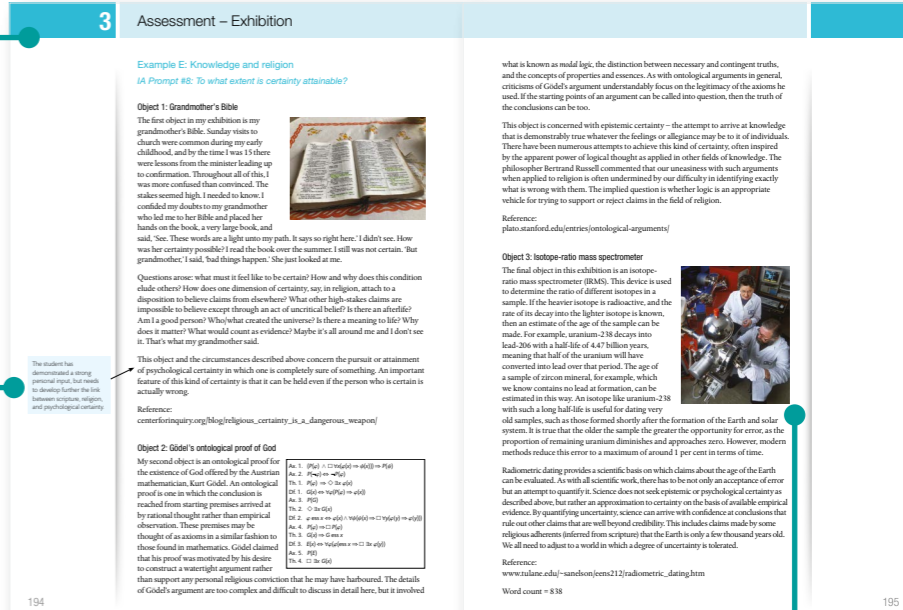 3
Assessment – Exhibition
Example E: Knowledge and religion
IA Prompt #8: To what extent is certainty attainable?
Object 1: Grandmother's Bible
The first object in my exhibition is my
grandmother's Bible. Sunday visits to
church were common during my early
childhood, and by the time I was 15 there
were lessons from the minister leading up
to confirmation. Throughout all of this, I
was more confused than convinced. The
stakes seemed high. I needed to know. I
confided my doubts to my grandmother
who led me to her Bible and placed her
hands on the book, a very large book, and
said, 'See. These words are a light unto my path. It says so right here.' I didn't see. How
was her certainty possible? I read the book over the summer. I still was not certain. 'But
grandmother,' I said, 'bad things happen.' She just looked at me.
Questions arose: what must it feel like to be certain? How and why does this condition
elude others? How does one dimension of certainty, say, in religion, attach to a
disposition to believe claims from elsewhere? What other high-stakes claims are
impossible to believe except through an act of uncritical belief? Is there an afterlife?
Am I a good person? Who/what created the universe? Is there a meaning to life? Why
does it matter? What would count as evidence? Maybe it's all around me and I don't see
it. That's what my grandmother said.
This object and the circumstances described above concern the pursuit or attainment
of psychological certainty in which one is completely sure of something. An important
feature of this kind of certainty is that it can be held even if the person who is certain is
actually wrong.
Reference:
centerforinquiry.org/blog/religious_certainty_is_a_dangerous_weapon/
The student has
demonstrated a strong
personal input, but needs
to develop further the link
between scripture, religion,
and psychological certainty.
Object 2: Gödel's ontological proof of God
My second object is an ontological proof for
the existence of God offered by the Austrian
mathematician, Kurt Gödel. An ontological
proof is one in which the conclusion is
reached from starting premises arrived at
by rational thought rather than empirical
observation. These premises may be
thought of as axioms in a similar fashion to
those found in mathematics. Gödel claimed
that his proof was motivated by his desire
to construct a watertight argument rather
than support any personal religious conviction that he may have harboured. The details
of Gödel's argument are too complex and difficult to discuss in detail here, but it involved
Ax. 1. {P(φ) ∧ □ ∀x[φ(x) ⇒ ψ(x)]} ⇒ P(ψ)
Ax. 2. P(¬φ) ⇔ ¬P(φ)
Th. 1. P(φ) ⇒ ◇ ∃x φ(x)
Df. 1. G(x) ⇔ ∀φ[P(φ) ⇒ φ(x)]
Ax. 3. P(G)
Th. 2. ◇ ∃x G(x)
Df. 2. φ ess x ⇔ φ(x) ∧ ∀ψ{ψ(x) ⇒ □ ∀y[φ(y) ⇒ ψ(y)]}
Ax. 4. P(φ) ⇒ □ P(φ)
Th. 3. G(x) ⇒ G ess x
Df. 3. E(x) ⇔ ∀φ[φ ess x ⇒ □ ∃x φ(x)]
Ax. 5. P(E)
Th. 4. □ ∃x G(x)
194
what is known as modal logic, the distinction between necessary and contingent truths,
and the concepts of properties and essences. As with ontological arguments in general,
criticisms of Gödel's argument understandably focus on the legitimacy of the axioms he
used. If the starting points of an argument can be called into question, then the truth of
the conclusions can be too.
This object is concerned with epistemic certainty – the attempt to arrive at knowledge
that is demonstrably true whatever the feelings or allegiance may be to it of individuals.
There have been numerous attempts to achieve this kind of certainty, often inspired
by the apparent power of logical thought as applied in other fields of knowledge. The
philosopher Bertrand Russell commented that our uneasiness with such arguments
when applied to religion is often undermined by our difficulty in identifying exactly
what is wrong with them. The implied question is whether logic is an appropriate
vehicle for trying to support or reject claims in the field of religion.
Reference:
plato.stanford.edu/entries/ontological-arguments/
Object 3: Isotope-ratio mass spectrometer
The final object in this exhibition is an isotope-
ratio mass spectrometer (IRMS). This device is used
to determine the ratio of different isotopes in a
sample. If the heavier isotope is radioactive, and the
rate of its decay into the lighter isotope is known,
then an estimate of the age of the sample can be
made. For example, uranium-238 decays into
lead-206 with a half-life of 4.47 billion years,
meaning that half of the uranium will have
converted into lead over that period. The age of
a sample of zircon mineral, for example, which
we know contains no lead at formation, can be
estimated in this way. An isotope like uranium-238
with such a long half-life is useful for dating very
old samples, such as those formed shortly after the formation of the Earth and solar
system. It is true that the older the sample the greater the opportunity for error, as the
proportion of remaining uranium diminishes and approaches zero. However, modern
methods reduce this error to a maximum of around 1 per cent in terms of time.
Radiometric dating provides a scientific basis on which claims about the age of the Earth
can be evaluated. As with all scientific work, there has to be not only an acceptance of error
but an attempt to quantify it. Science does not seek epistemic or psychological certainty as
described above, but rather an approximation to certainty on the basis of available empirical
evidence. By quantifying uncertainty, science can arrive with confidence at conclusions that
rule out other claims that are well beyond credibility. This includes claims made by some
religious adherents (inferred from scripture) that the Earth is only a few thousand years old.
We all need to adjust to a world in which a degree of uncertainty is tolerated.
Reference:
www.tulane.edu/~sanelson/eens212/radiometric_dating.htm
Word count = 838
195